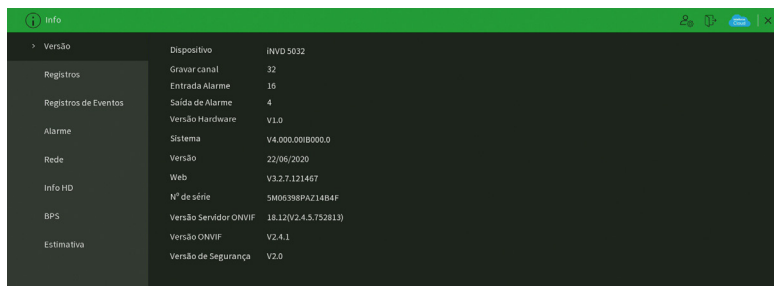 Info
Versão
Registros
Registros de Eventos
Alarme
Rede
Info HD
BPS
Estimativa
Dispositivo iNVD 5032
Gravar canal 32
Entrada Alarme 16
Saída de Alarme 4
Versão Hardware V1.0
Sistema V4.000.00IB000.0
Versão 22/06/2020
Web V3.2.7.121467
Nº de série 5M06398PAZ14B4F
Versão Servidor ONVIF 18.12(V2.4.5.752813)
Versão ONVIF V2.4.1
Versão de Segurança V2.0